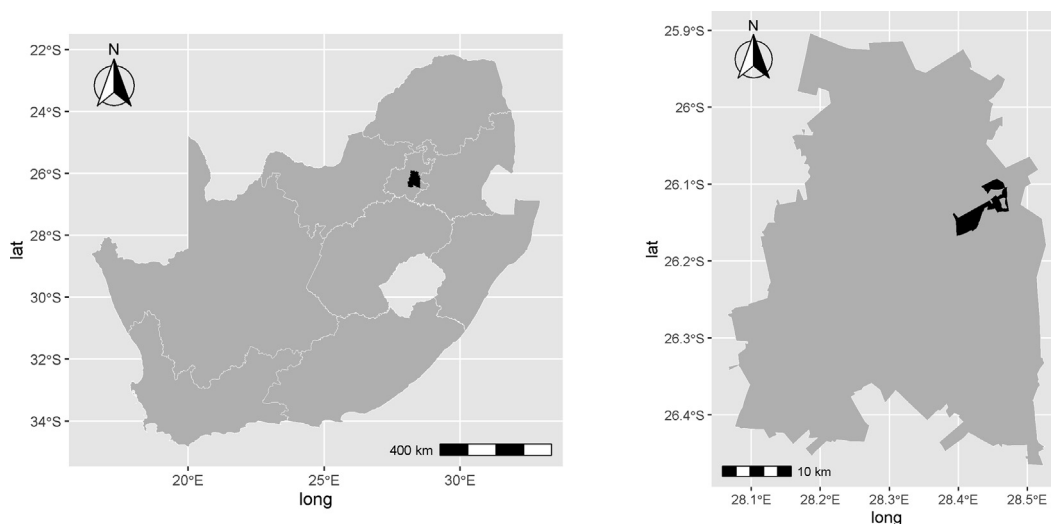 N
22°S
24°S
26°S
28°S
30°S
32°S
34°S
lat
400 km
20°E
25°E
30°E
long
N
25.9°S
26°S
26.1°S
26.2°S
26.3°S
26.4°S
lat
10 km
28.1°E
28.2°E
28.3°E
28.4°E
28.5°E
long